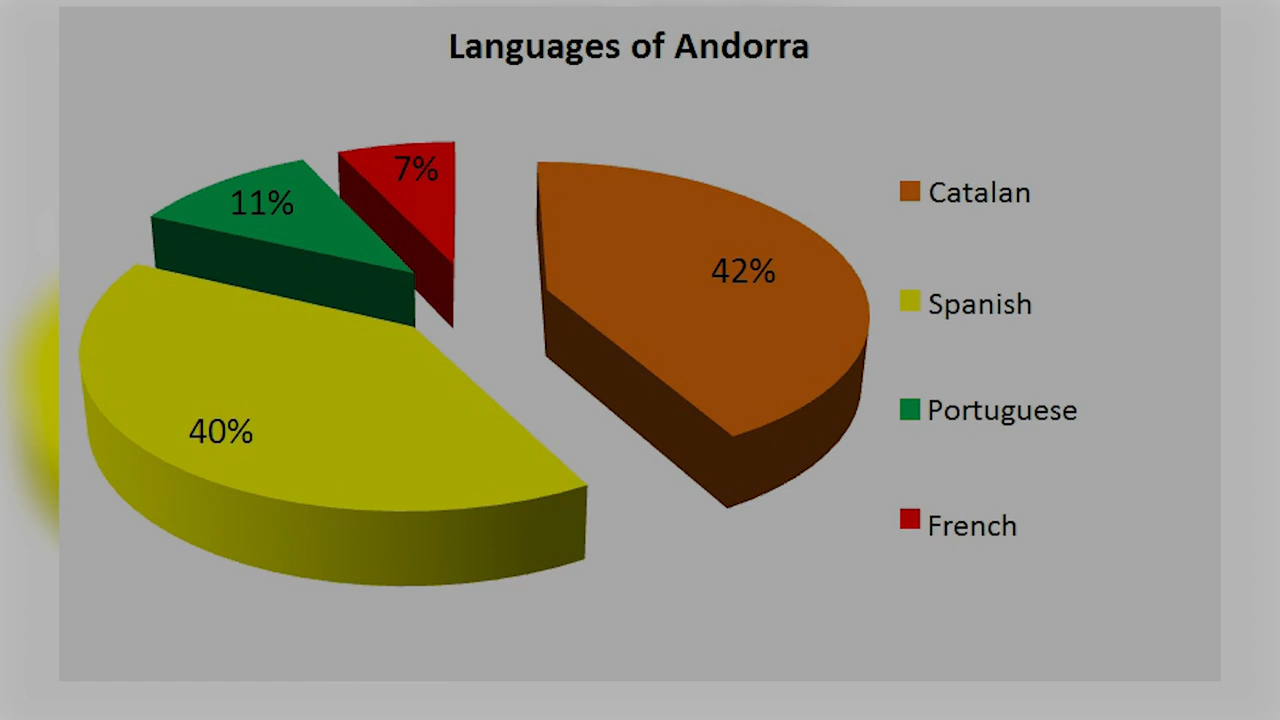 Languages of Andorra
7%
11%
42%
40%
Catalan
Spanish
Portuguese
French